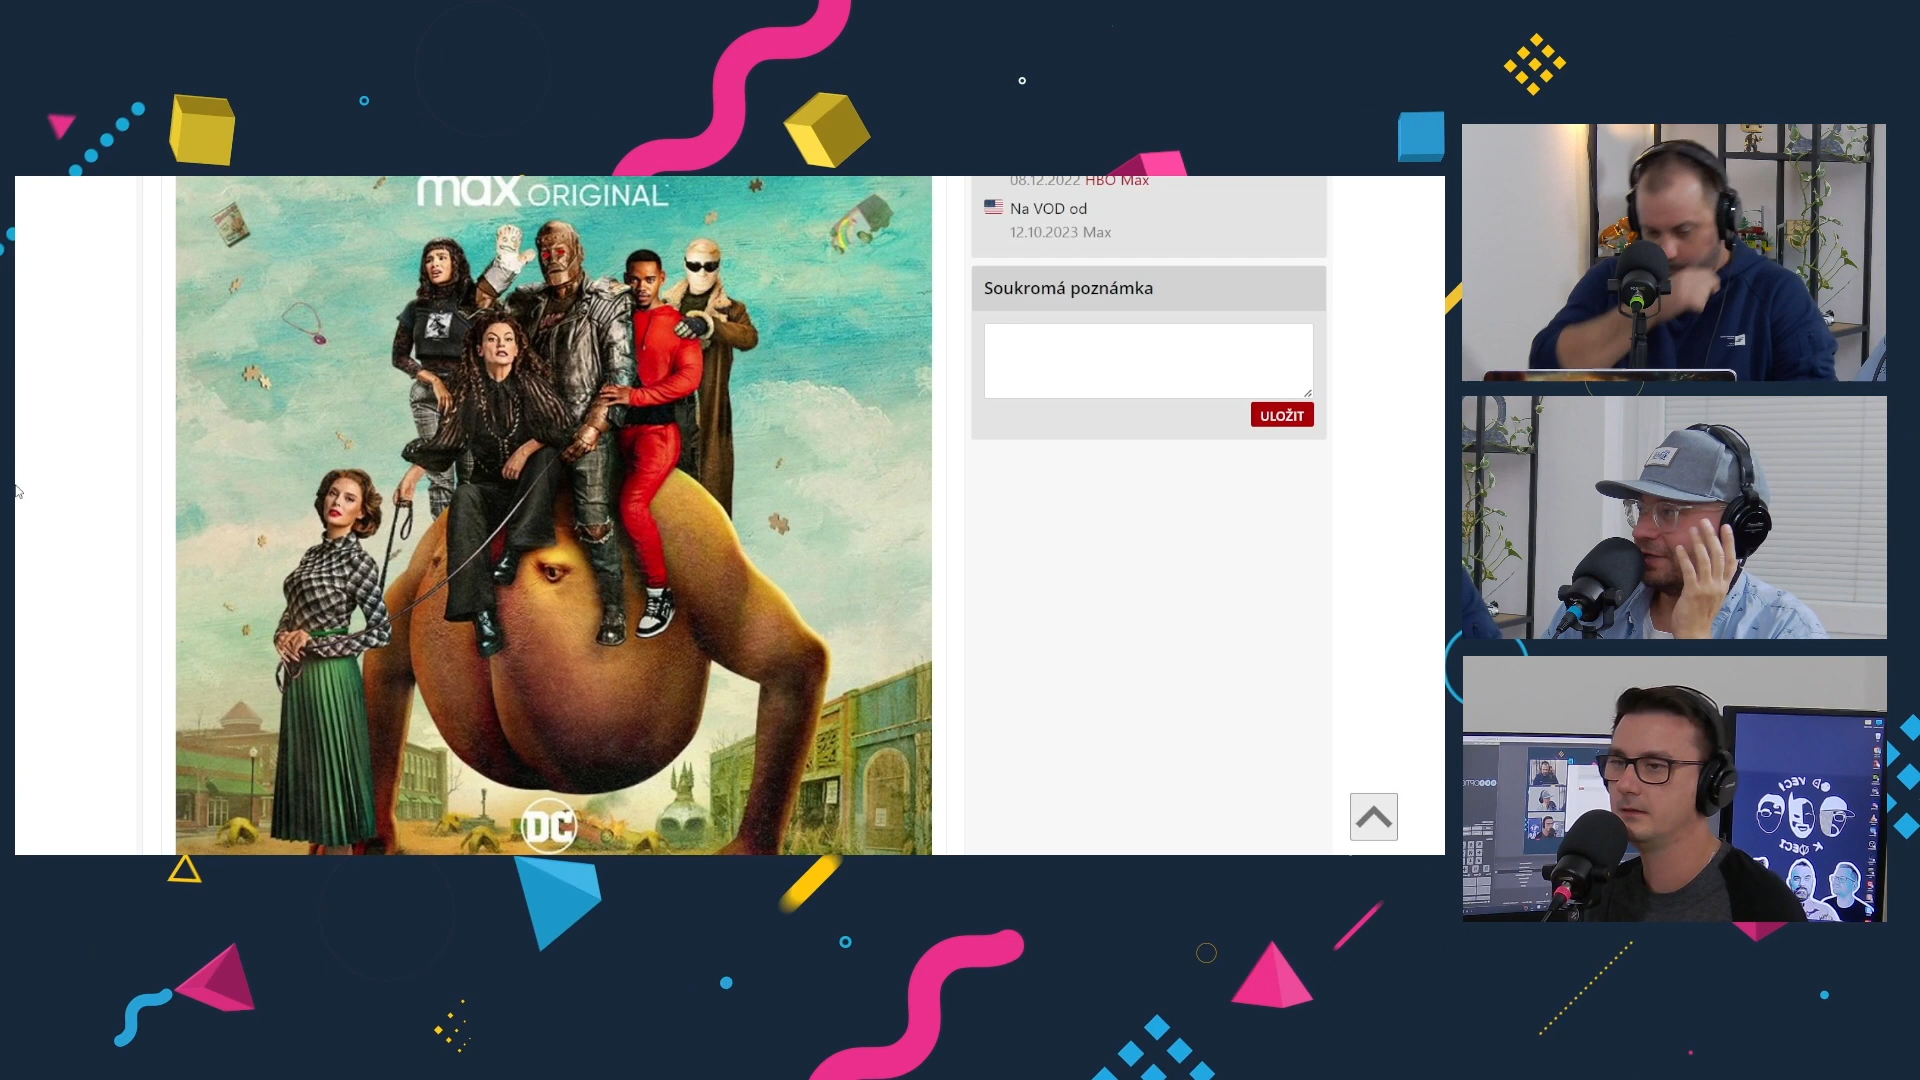 max ORIGINAL
DC
08.12.2022 HBO Max
Na VOD od
12.10.2023 Max
Soukromá poznámka
ULOŽIT